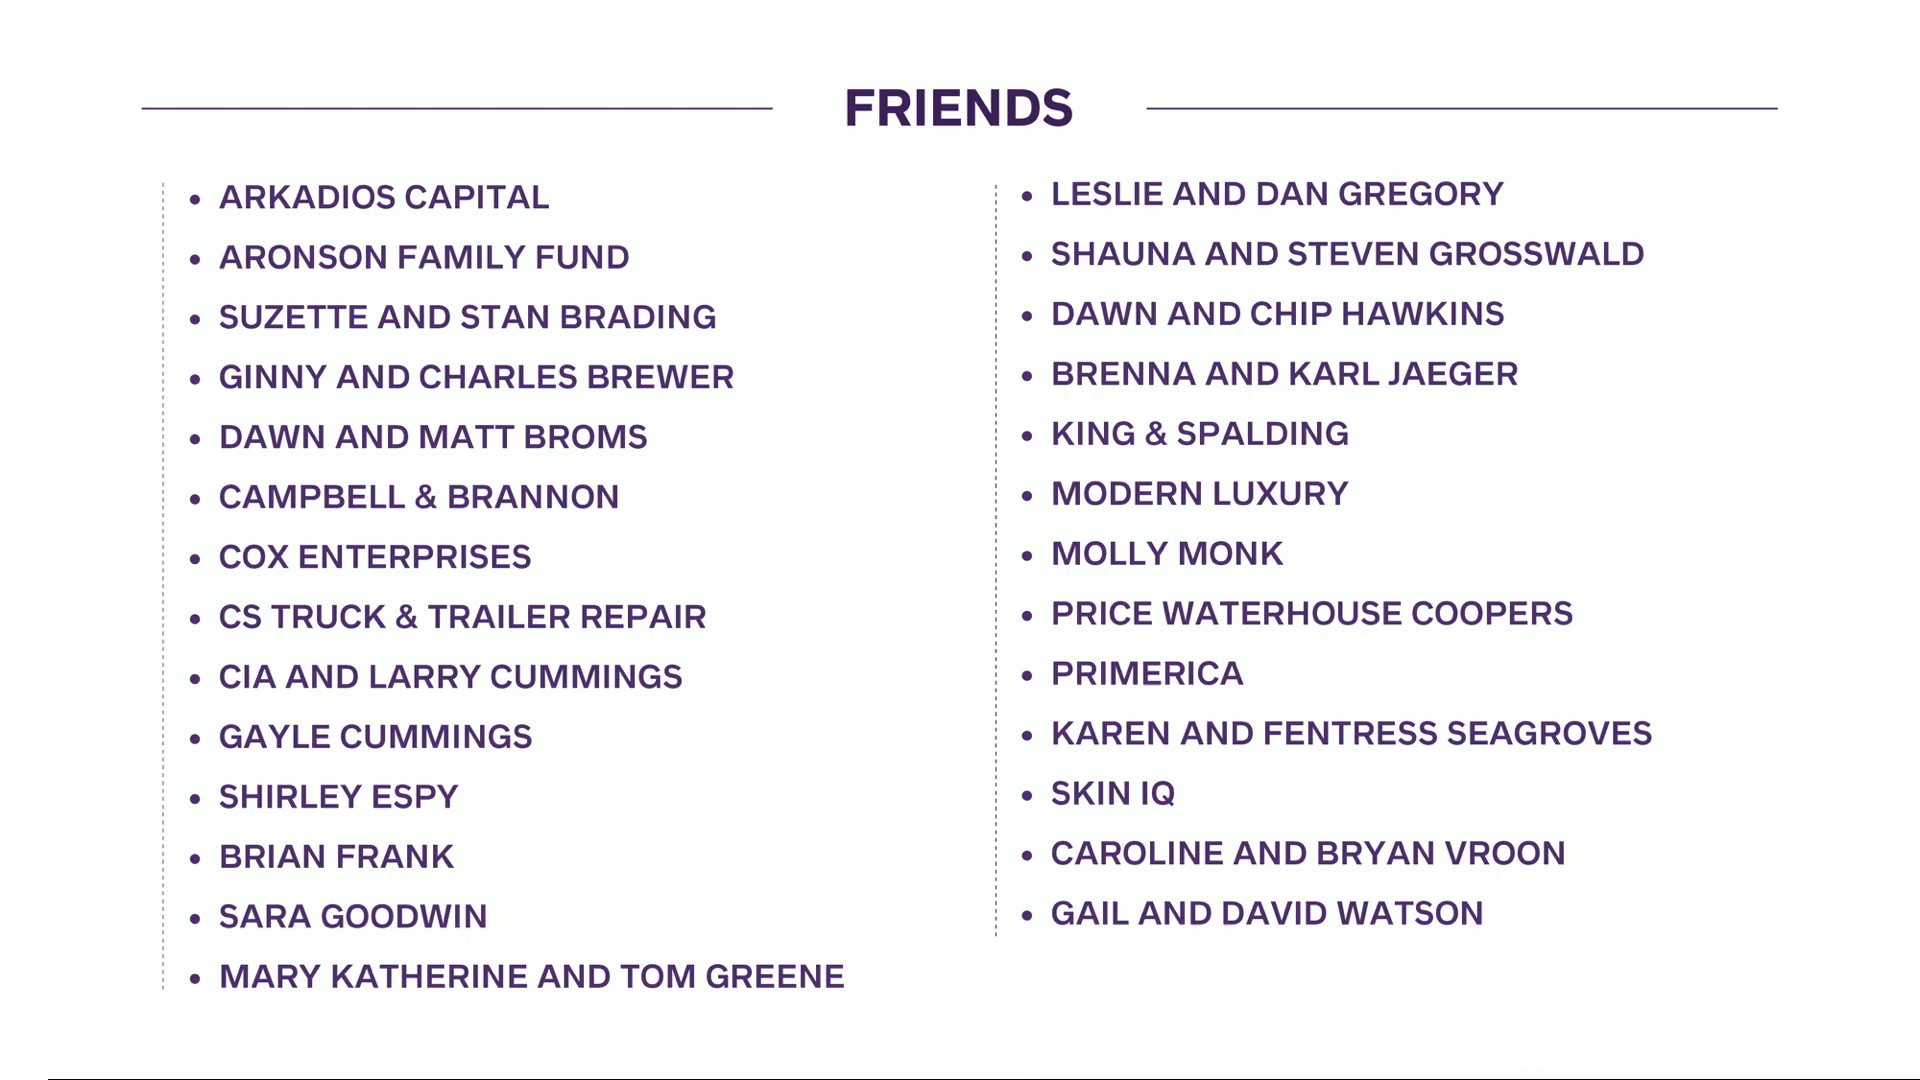 FRIENDS
ARKADIOS CAPITAL
ARONSON FAMILY FUND
SUZETTE AND STAN BRADING
GINNY AND CHARLES BREWER
DAWN AND MATT BROMS
CAMPBELL & BRANNON
COX ENTERPRISES
CS TRUCK & TRAILER REPAIR
CIA AND LARRY CUMMINGS
GAYLE CUMMINGS
SHIRLEY ESPY
BRIAN FRANK
SARA GOODWIN
MARY KATHERINE AND TOM GREENE
LESLIE AND DAN GREGORY
SHAUNA AND STEVEN GROSSWALD
DAWN AND CHIP HAWKINS
BRENNA AND KARL JAEGER
KING & SPALDING
MODERN LUXURY
MOLLY MONK
PRICE WATERHOUSE COOPERS
PRIMERICA
KAREN AND FENTRESS SEAGROVES
SKIN IQ
CAROLINE AND BRYAN VROON
GAIL AND DAVID WATSON